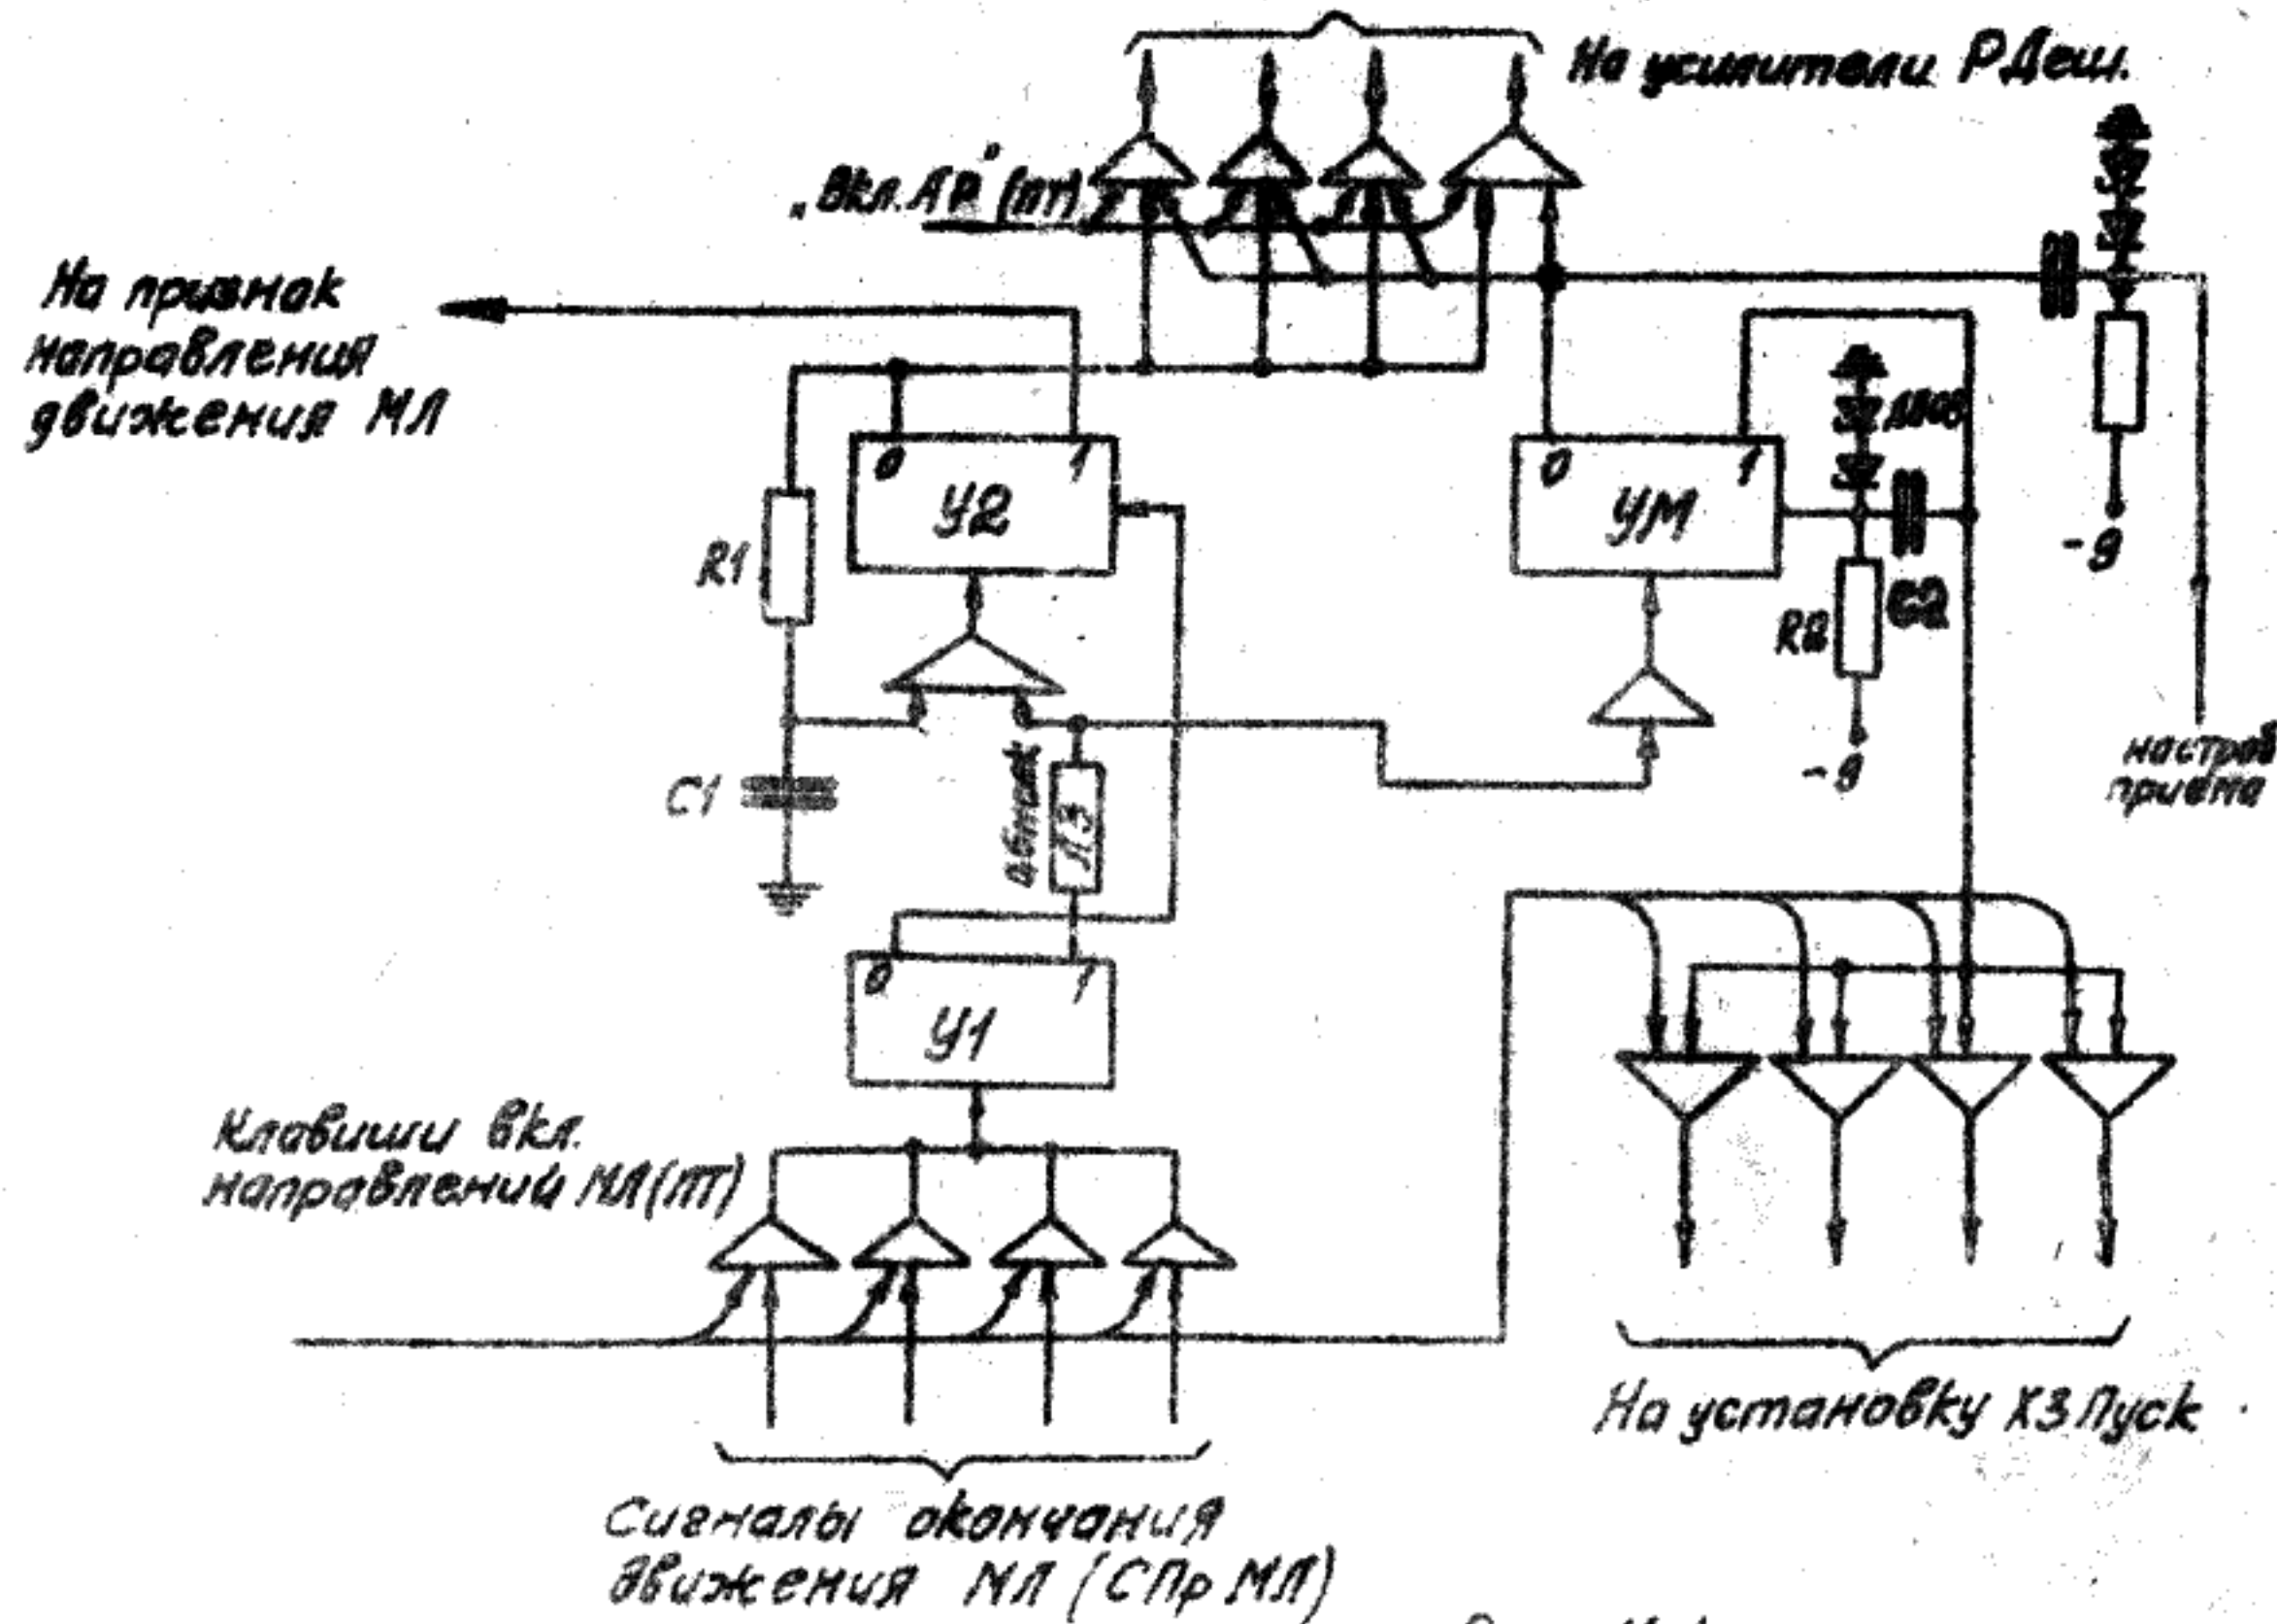 На усилители РДеш.
„Вкл. АР" (ПТ)
На признак
направления
движения МЛ
0 1
У2
0 1
УМ
R1
C2
R2
-9
-9
C1
ЛЗ
приема
0 1
У1
Клавиши вкл.
направлений МЛ (ПТ)
На установку ХЗ Пуск
Сигналы окончания
движения МЛ (СПр МЛ)